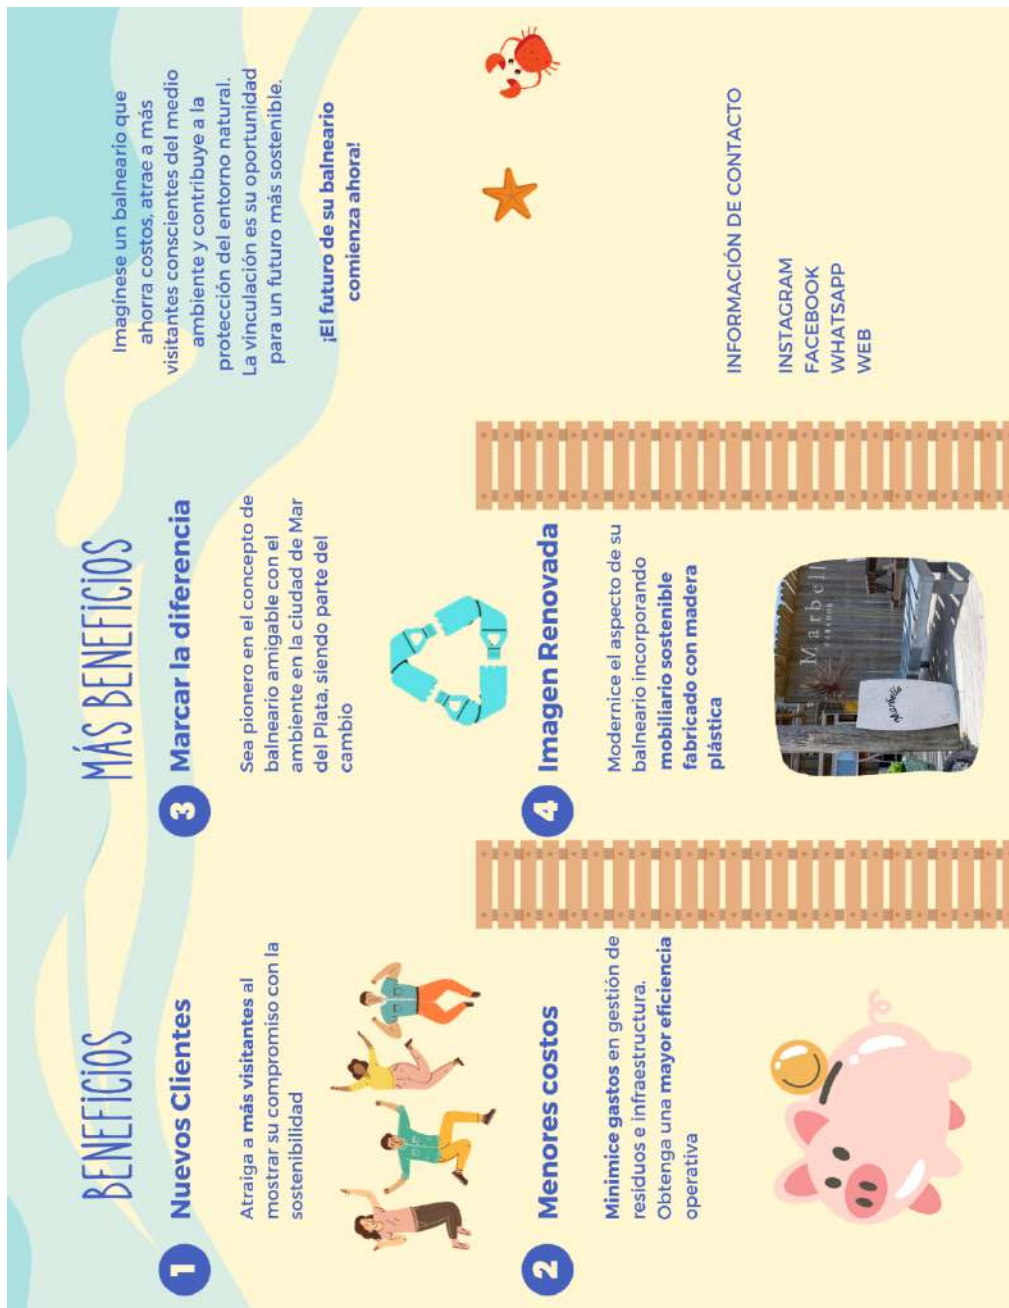 BENEFICIOS
1
Nuevos Clientes
Atraiga a más visitantes al
mostrar su compromiso con la
sostenibilidad
2
Menores costos
Minimice gastos en gestión de
residuos e infraestructura.
Obtenga una mayor eficiencia
operativa
MÁS BENEFICIOS
3
Marcar la diferencia
Sea pionero en el concepto de
balneario amigable con el
ambiente en la ciudad de Mar
del Plata, siendo parte del
cambio
4
Imagen Renovada
Modernice el aspecto de su
balneario incorporando
mobiliario sostenible
fabricado con madera
plástica
Imagínese un balneario que
ahorra costos, atrae a más
visitantes conscientes del medio
ambiente y contribuye a la
protección del entorno natural.
La vinculación es su oportunidad
para un futuro más sostenible.
¡El futuro de su balneario
comienza ahora!
INFORMACIÓN DE CONTACTO
INSTAGRAM
FACEBOOK
WHATSAPP
WEB